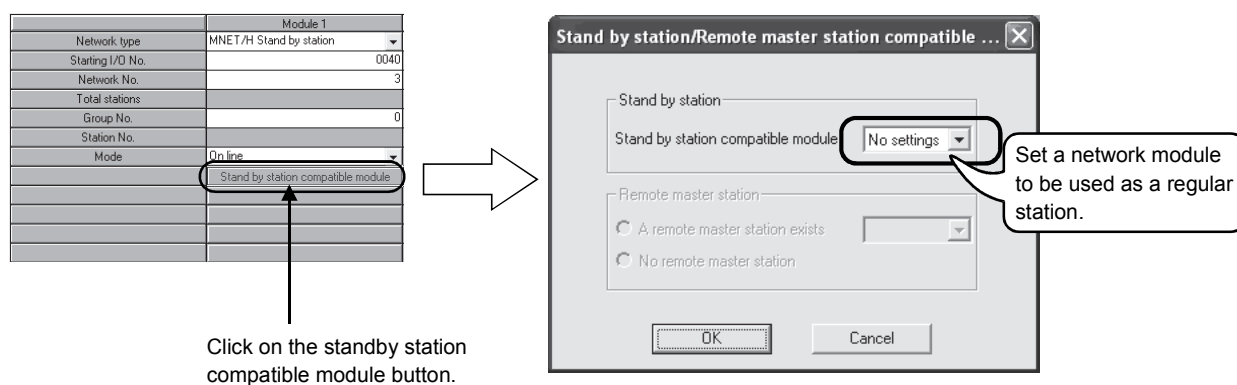 Module 1
Network type MNET/H Stand by station
Starting I/O No. 0040
Network No. 3
Total stations
Group No. 0
Station No.
Mode On line
Stand by station compatible module
Click on the standby station
compatible module button.
Stand by station/Remote master station compatible ...
Stand by station
Stand by station compatible module No settings
Remote master station
A remote master station exists
No remote master station
OK Cancel
Set a network module
to be used as a regular
station.